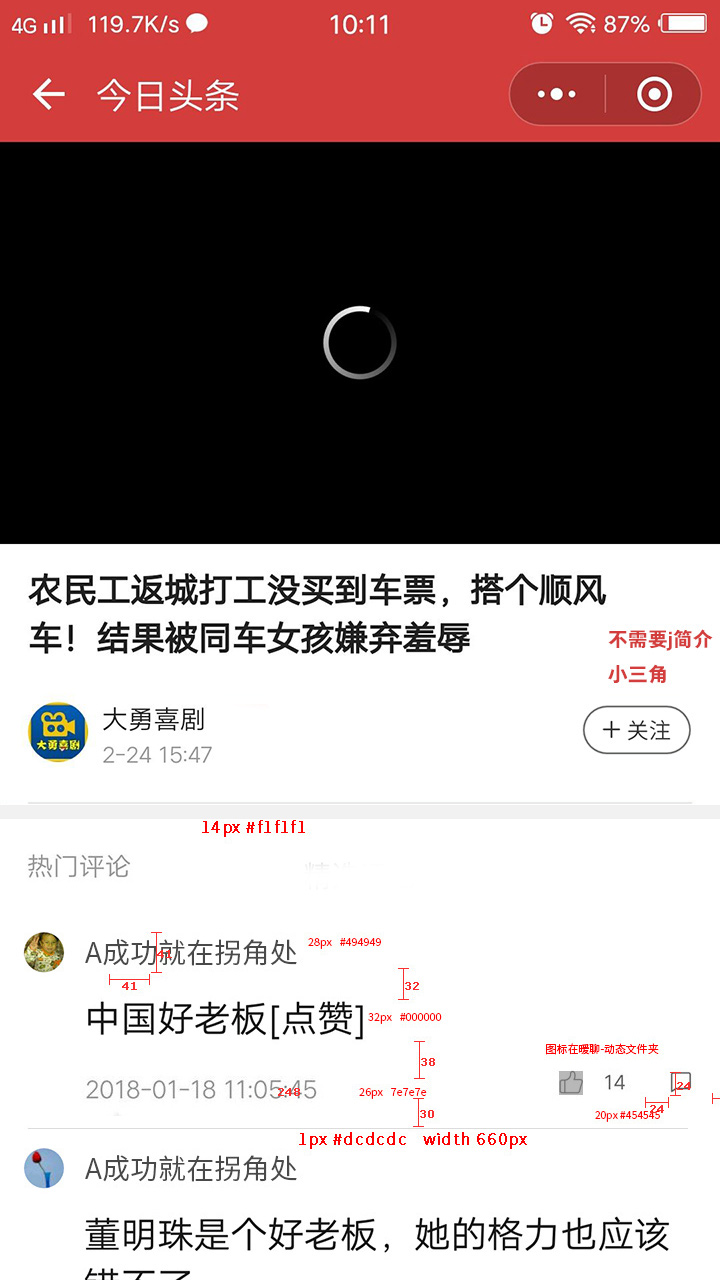 4G 119.7K/s 10:11 87%
今日头条
农民工返城打工没买到车票，搭个顺风
车！结果被同车女孩嫌弃羞辱
不需要j简介
小三角
大勇喜剧
大勇喜剧
2-24 15:47
+ 关注
14px #f1f1f1
热门评论
A成功就在拐角处
28px #494949
41
32
中国好老板[点赞]
32px #000000
38
图标在暧聊-动态文件夹
2018-01-18 11:05:45
248
26px 7e7e7e
14
24
24
30
20px #454545
1px #dcdcdc width 660px
A成功就在拐角处
董明珠是个好老板，她的格力也应该